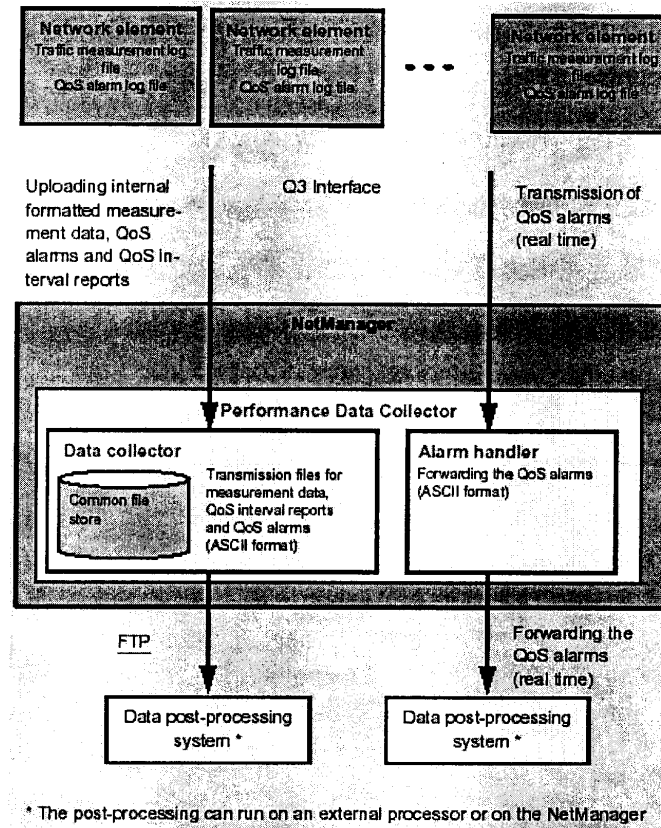 Network element
Traffic measurement log
file
QoS alarm log file
Network element
Traffic measurement
log file
QoS alarm log file
Network element
Traffic measurement log
file
QoS alarm log file
Uploading internal
formatted measure-
ment data, QoS
alarms and QoS in-
terval reports
Q3 Interface
Transmission of
QoS alarms
(real time)
NetManager
Performance Data Collector
Data collector
Common file
store
Transmission files for
measurement data,
QoS interval reports
and QoS alarms
(ASCII format)
Alarm handler
Forwarding the QoS alarms
(ASCII format)
FTP
Forwarding the
QoS alarms
(real time)
Data post-processing
system *
Data post-processing
system *
* The post-processing can run on an external processor or on the NetManager